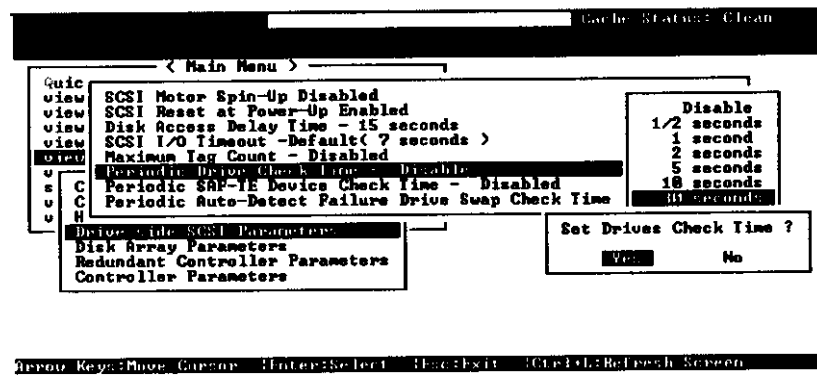 Cache Status: Clean
< Main Menu >
Quic
view SCSI Motor Spin-Up Disabled
view SCSI Reset at Power-Up Enabled
view Disk Access Delay Time - 15 seconds
view SCSI I/O Timeout -Default( 7 seconds )
view Maximum Tag Count - Disabled
v Periodic Drive Check Time - Disable
s C Periodic SAF-TE Device Check Time - Disabled
v C Periodic Auto-Detect Failure Drive Swap Check Time
v H
Disable
1/2 seconds
1 second
2 seconds
5 seconds
10 seconds
30 seconds
Drive-side SCSI Parameters
Disk Array Parameters
Redundant Controller Parameters
Controller Parameters
Set Drives Check Time ?
Yes No
Arrow Keys:Move Cursor |Enter:Select |Esc:Exit |Ctrl+L:Refresh Screen